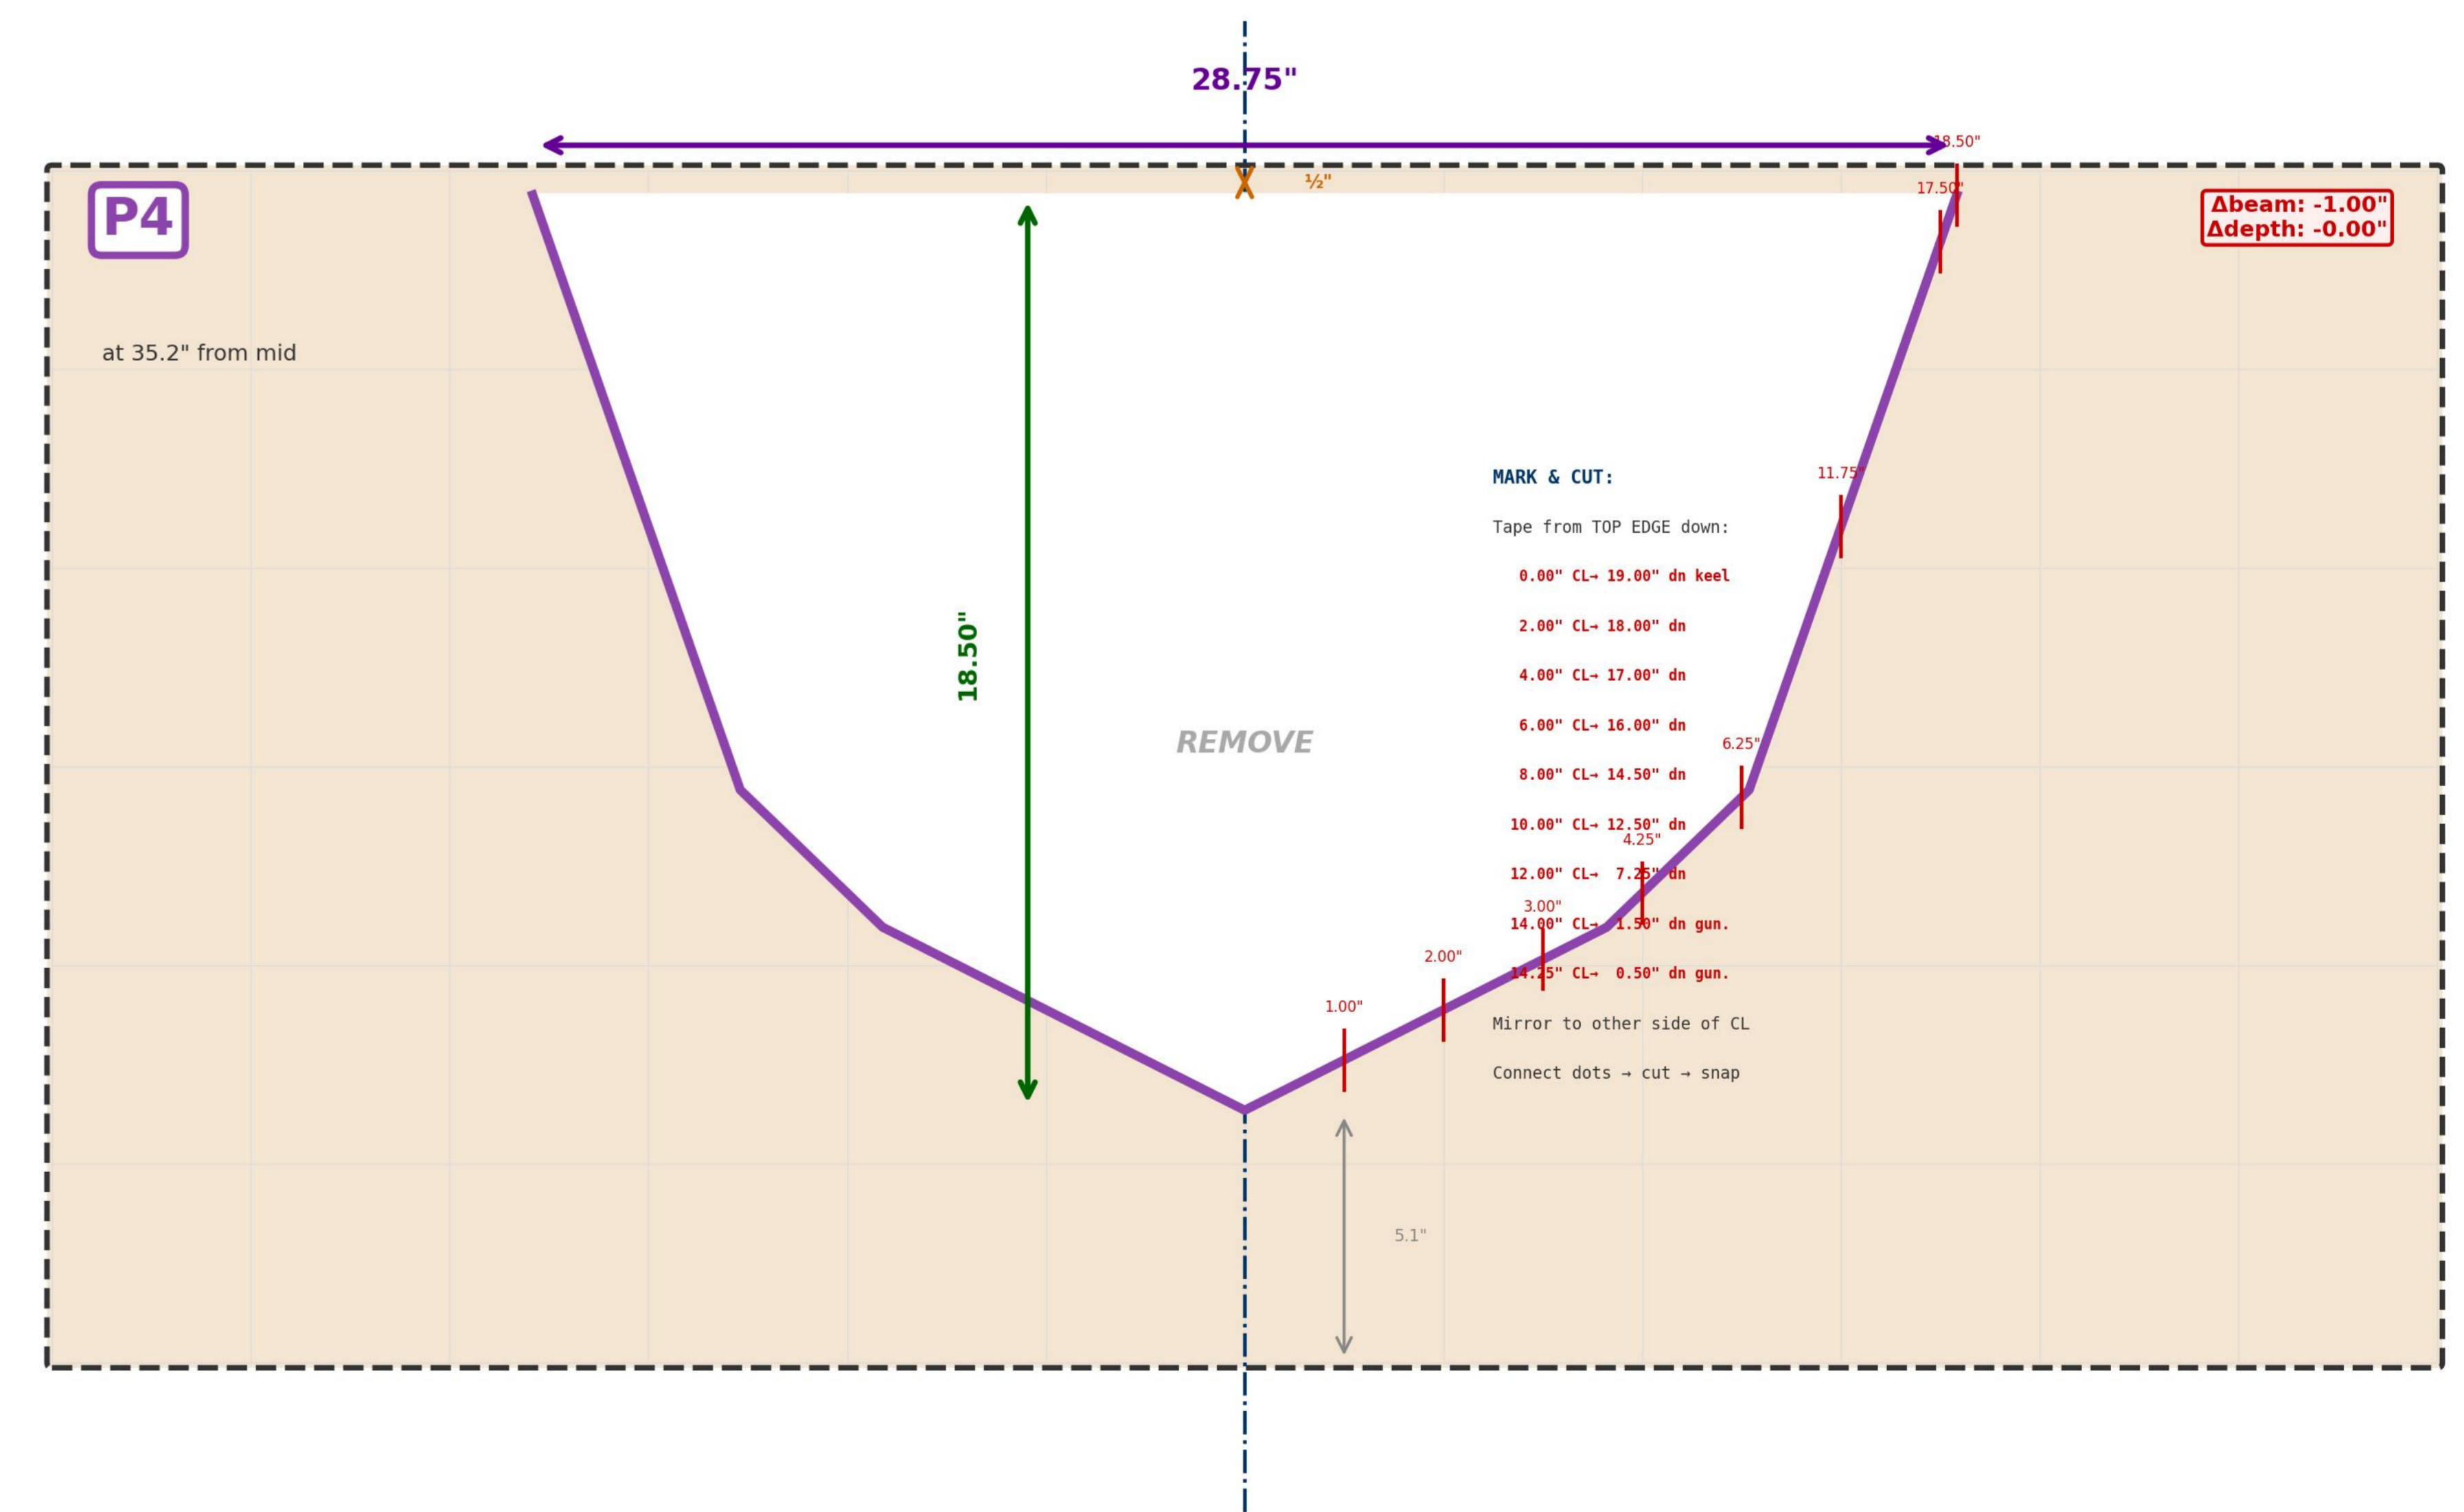 28.75"
18.50"
½"
17.50"
P4
Δbeam: -1.00"
Δdepth: -0.00"
at 35.2" from mid
11.75"
MARK & CUT:
Tape from TOP EDGE down:
0.00" CL→ 19.00" dn keel
2.00" CL→ 18.00" dn
4.00" CL→ 17.00" dn
18.50"
6.00" CL→ 16.00" dn
REMOVE
6.25"
8.00" CL→ 14.50" dn
10.00" CL→ 12.50" dn
4.25"
12.00" CL→ 7.25" dn
3.00"
14.00" CL→ 1.50" dn gun.
2.00"
14.25" CL→ 0.50" dn gun.
1.00"
Mirror to other side of CL
Connect dots → cut → snap
5.1"